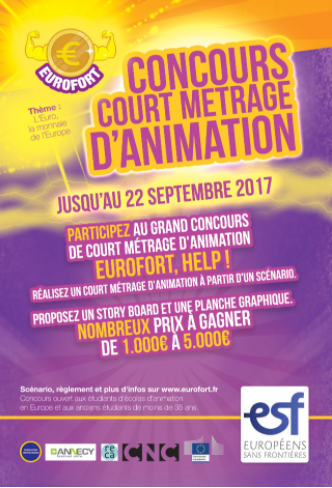 EUROFORT
Thème :
L'Euro,
la monnaie
de l'Europe
CONCOURS
COURT METRAGE
D'ANIMATION
JUSQU'AU 22 SEPTEMBRE 2017
PARTICIPEZ AU GRAND CONCOURS
DE COURT MÉTRAGE D'ANIMATION
EUROFORT, HELP !
RÉALISEZ UN COURT MÉTRAGE D'ANIMATION À PARTIR D'UN SCÉNARIO.
PROPOSEZ UN STORY BOARD ET UNE PLANCHE GRAPHIQUE.
NOMBREUX PRIX À GAGNER
DE 1.000€ À 5.000€
Scénario, règlement et plus d'infos sur www.eurofort.fr
Concours ouvert aux étudiants d'écoles d'animation
en Europe et aux anciens étudiants de moins de 35 ans.
esf
EUROPÉENS
SANS FRONTIÈRES
ANNECY
reca
CNC